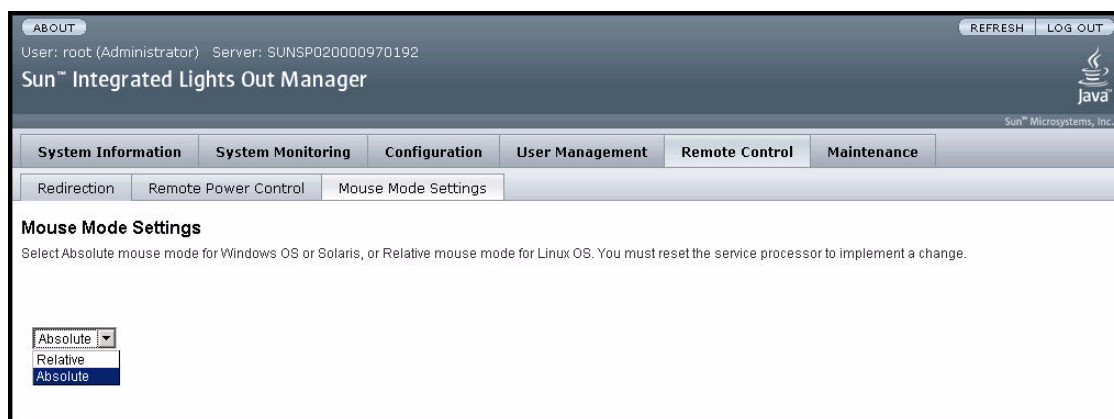 ABOUT
REFRESH LOG OUT
User: root (Administrator) Server: SUNSP020000970192
Sun™ Integrated Lights Out Manager
Java™
Sun™ Microsystems, Inc.
System Information System Monitoring Configuration User Management Remote Control Maintenance
Redirection Remote Power Control Mouse Mode Settings
Mouse Mode Settings
Select Absolute mouse mode for Windows OS or Solaris, or Relative mouse mode for Linux OS. You must reset the service processor to implement a change.
Absolute
Relative
Absolute